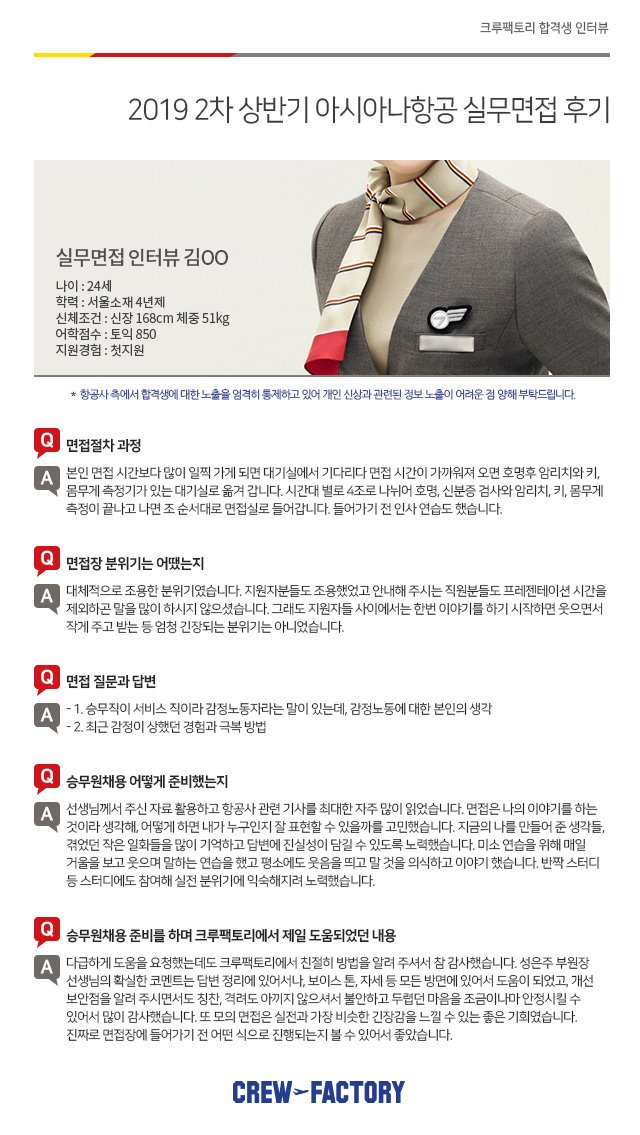 크루팩토리 합격생 인터뷰
2019 2차 상반기 아시아나항공 실무면접 후기
실무면접 인터뷰 김OO
나이 : 24세
학력 : 서울소재 4년제
신체조건 : 신장 168cm 체중 51kg
어학점수 : 토익 850
지원경험 : 첫지원
* 항공사 측에서 합격생에 대한 노출을 엄격히 통제하고 있어 개인 신상과 관련된 정보 노출이 어려운 점 양해 부탁드립니다.
Q 면접절차 과정
A 본인 면접 시간보다 많이 일찍 가게 되면 대기실에서 기다리다 면접 시간이 가까워져 오면 호명후 암리치와 키,
몸무게 측정기가 있는 대기실로 옮겨 갑니다. 시간대 별로 4조로 나뉘어 호명, 신분증 검사와 암리치, 키, 몸무게
측정이 끝나고 나면 조 순서대로 면접실로 들어갑니다. 들어가기 전 인사 연습도 했습니다.
Q 면접장 분위기는 어땠는지
A 대체적으로 조용한 분위기였습니다. 지원자분들도 조용했었고 안내해 주시는 직원분들도 프레젠테이션 시간을
제외하곤 말을 많이 하시지 않으셨습니다. 그래도 지원자들 사이에서는 한번 이야기를 하기 시작하면 웃으면서
작게 주고 받는 등 엄청 긴장되는 분위기는 아니었습니다.
Q 면접 질문과 답변
A - 1. 승무직이 서비스 직이라 감정노동자라는 말이 있는데, 감정노동에 대한 본인의 생각
- 2. 최근 감정이 상했던 경험과 극복 방법
Q 승무원채용 어떻게 준비했는지
A 선생님께서 주신 자료 활용하고 항공사 관련 기사를 최대한 자주 많이 읽었습니다. 면접은 나의 이야기를 하는
것이라 생각해, 어떻게 하면 내가 누구인지 잘 표현할 수 있을까를 고민했습니다. 지금의 나를 만들어 준 생각들,
겪었던 작은 일화들을 많이 기억하고 답변에 진실성이 담길 수 있도록 노력했습니다. 미소 연습을 위해 매일
거울을 보고 웃으며 말하는 연습을 했고 평소에도 웃음을 띄고 말 것을 의식하고 이야기 했습니다. 반짝 스터디
등 스터디에도 참여해 실전 분위기에 익숙해지려 노력했습니다.
Q 승무원채용 준비를 하며 크루팩토리에서 제일 도움되었던 내용
A 다급하게 도움을 요청했는데도 크루팩토리에서 친절히 방법을 알려 주셔서 참 감사했습니다. 성은주 부원장
선생님의 확실한 코멘트는 답변 정리에 있어서나, 보이스 톤, 자세 등 모든 방면에 있어서 도움이 되었고, 개선
보안점을 알려 주시면서도 칭찬, 격려도 아끼지 않으셔서 불안하고 두렵던 마음을 조금이나마 안정시킬 수
있어서 많이 감사했습니다. 또 모의 면접은 실전과 가장 비슷한 긴장감을 느낄 수 있는 좋은 기회였습니다.
진짜로 면접장에 들어가기 전 어떤 식으로 진행되는지 볼 수 있어서 좋았습니다.
CREW FACTORY